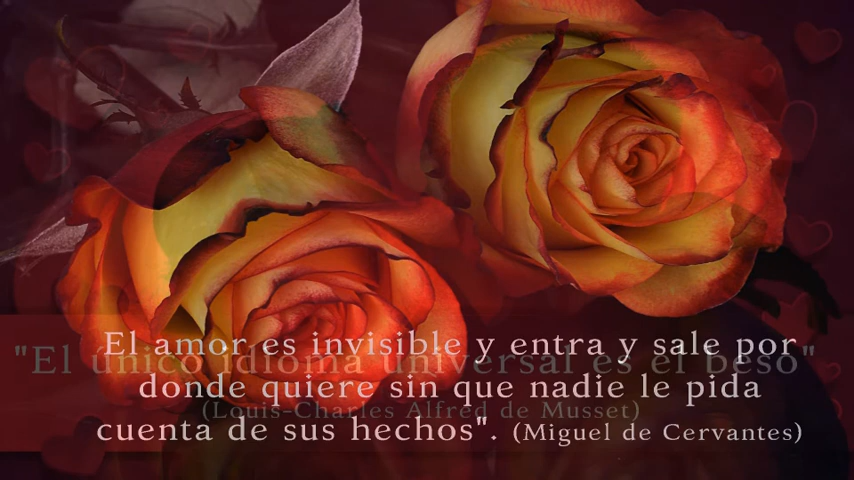 El amor es invisible y entra y sale por
"El unico idioma universal es el beso"
donde quiere sin que nadie le pida
(Louis-Charles Alfred de Musset)
cuenta de sus hechos". (Miguel de Cervantes)